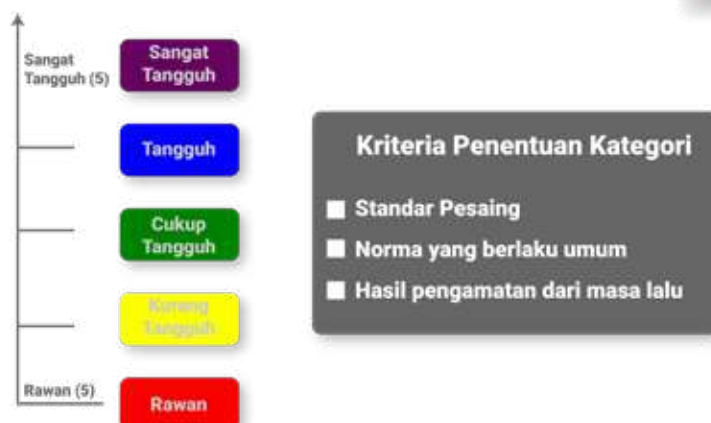 Sangat
Tangguh (5)
Sangat
Tangguh
Tangguh
Cukup
Tangguh
Kurang
Tangguh
Rawan (5)
Rawan
Kriteria Penentuan Kategori
Standar Pesaing
Norma yang berlaku umum
Hasil pengamatan dari masa lalu